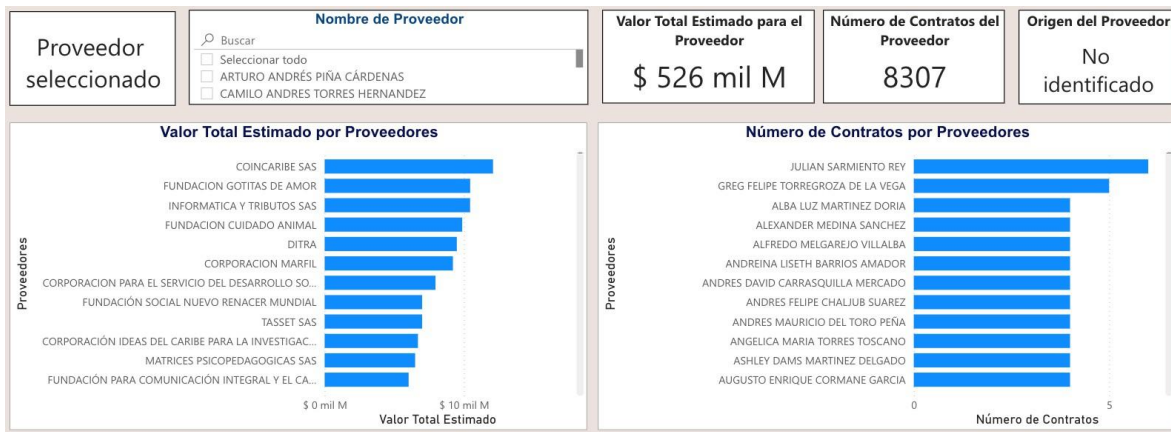 Proveedor
seleccionado
Nombre de Proveedor
Buscar
Seleccionar todo
ARTURO ANDRÉS PIÑA CÁRDENAS
CAMILO ANDRES TORRES HERNANDEZ
Valor Total Estimado para el
Proveedor
$ 526 mil M
Número de Contratos del
Proveedor
8307
Origen del Proveedor
No
identificado
Valor Total Estimado por Proveedores
Proveedores
COINCARIBE SAS
FUNDACION GOTITAS DE AMOR
INFORMATICA Y TRIBUTOS SAS
FUNDACION CUIDADO ANIMAL
DITRA
CORPORACION MARFIL
CORPORACION PARA EL SERVICIO DEL DESARROLLO SO...
FUNDACIÓN SOCIAL NUEVO RENACER MUNDIAL
TASSET SAS
CORPORACIÓN IDEAS DEL CARIBE PARA LA INVESTIGAC...
MATRICES PSICOPEDAGOGICAS SAS
FUNDACIÓN PARA COMUNICACIÓN INTEGRAL Y EL CA...
$ 0 mil M $ 10 mil M
Valor Total Estimado
Número de Contratos por Proveedores
Proveedores
JULIAN SARMIENTO REY
GREG FELIPE TORREGROZA DE LA VEGA
ALBA LUZ MARTINEZ DORIA
ALEXANDER MEDINA SANCHEZ
ALFREDO MELGAREJO VILLALBA
ANDREINA LISETH BARRIOS AMADOR
ANDRES DAVID CARRASQUILLA MERCADO
ANDRES FELIPE CHALJUB SUAREZ
ANDRES MAURICIO DEL TORO PEÑA
ANGELICA MARIA TORRES TOSCANO
ASHLEY DAMS MARTINEZ DELGADO
AUGUSTO ENRIQUE CORMANE GARCIA
0 5
Número de Contratos